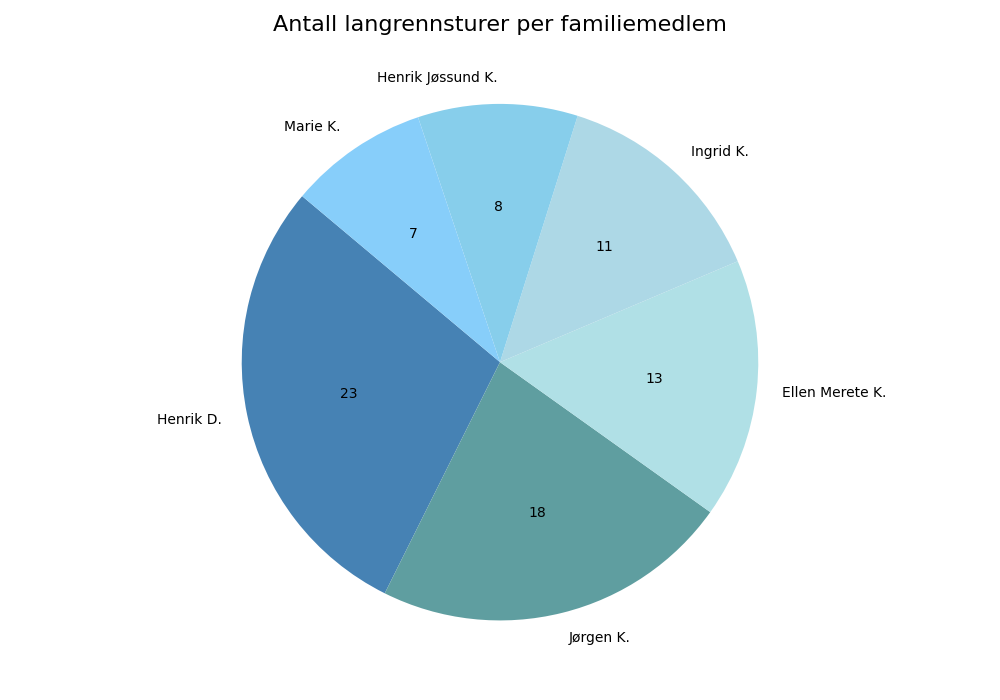 Antall langrennsturer per familiemedlem
Henrik Jøssund K.
Marie K.
Ingrid K.
8
7
11
23
13
Ellen Merete K.
Henrik D.
18
Jørgen K.